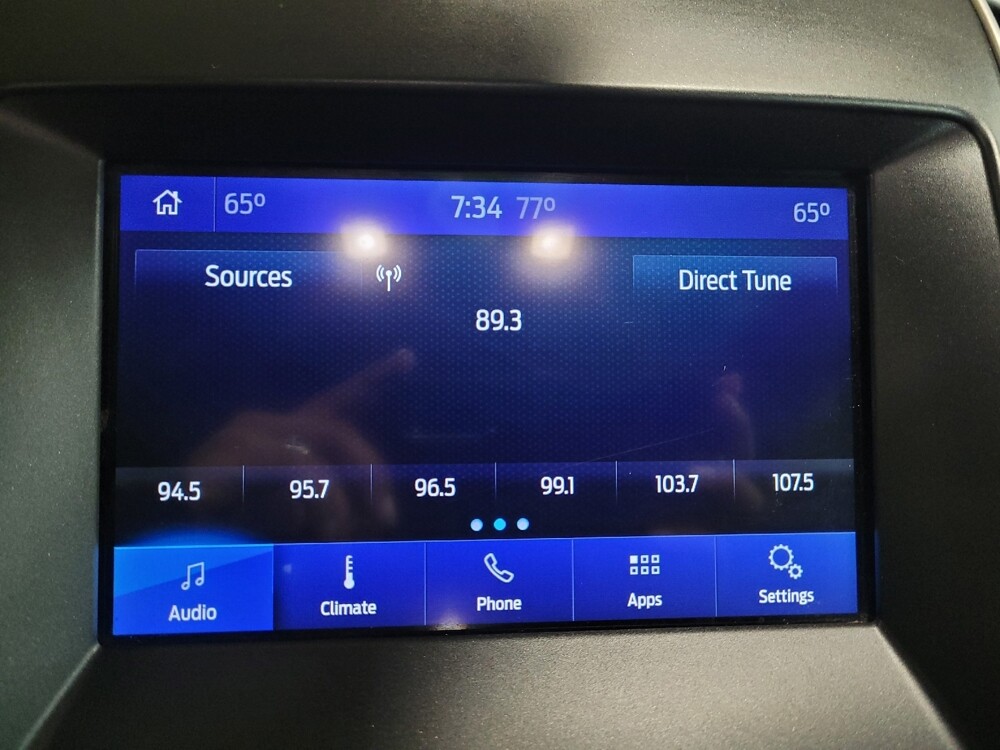 65º 7:34 77º 65º
Sources Direct Tune
89.3
94.5 95.7 96.5 99.1 103.7 107.5
Audio Climate Phone Apps Settings